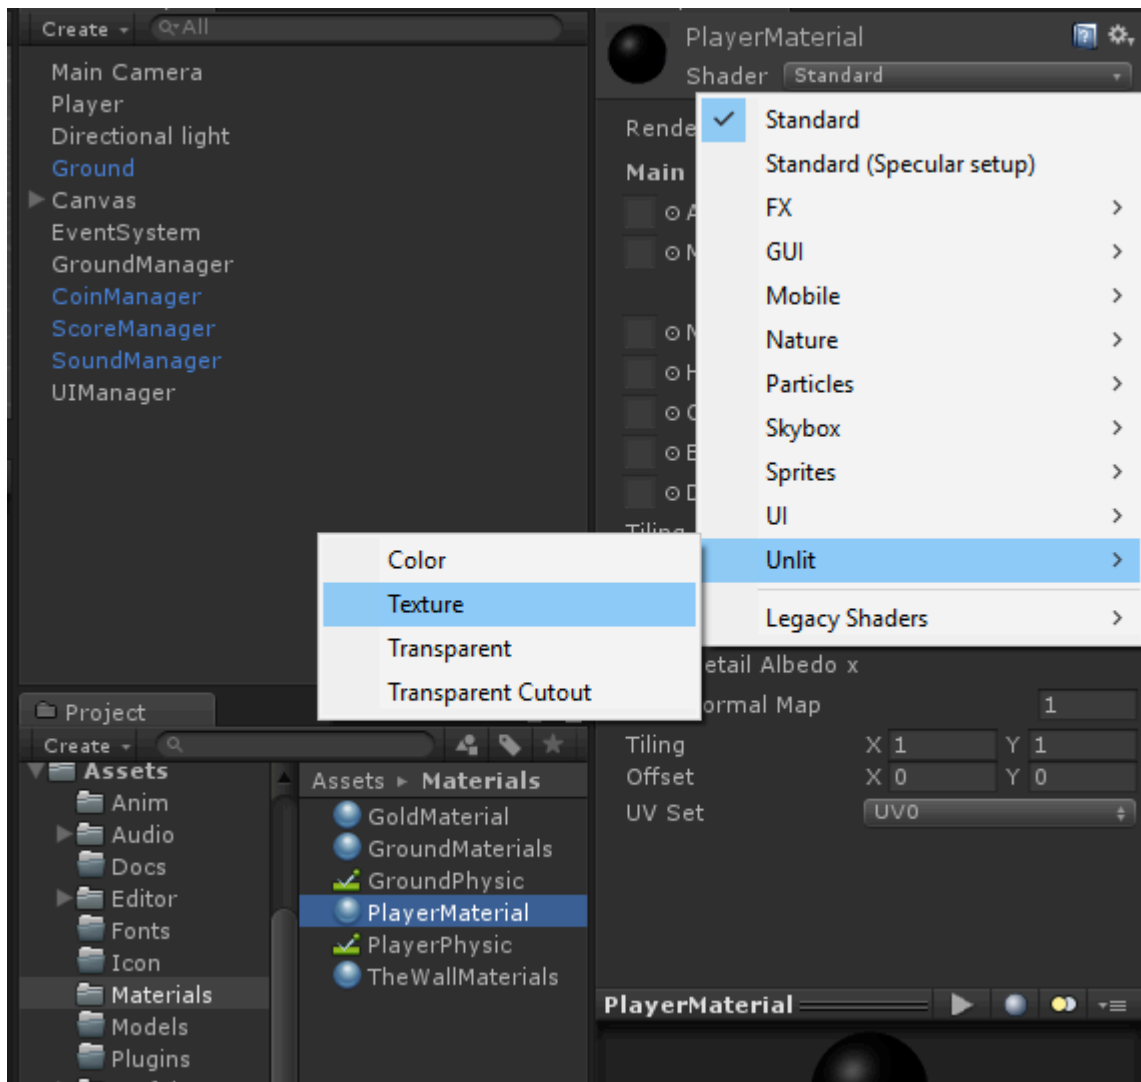 Create
All
Main Camera
Player
Directional light
Ground
Canvas
EventSystem
GroundManager
CoinManager
ScoreManager
SoundManager
UIManager
PlayerMaterial
Shader Standard
Rende
Main
Standard
Standard (Specular setup)
FX
GUI
Mobile
Nature
Particles
Skybox
Sprites
UI
Unlit
Legacy Shaders
Color
Texture
Transparent
Transparent Cutout
Tiling
etail Albedo x
ormal Map 1
Tiling X 1 Y 1
Offset X 0 Y 0
UV Set UV0
Project
Create
Assets
Anim
Audio
Docs
Editor
Fonts
Icon
Materials
Models
Plugins
Assets ▸ Materials
GoldMaterial
GroundMaterials
GroundPhysic
PlayerMaterial
PlayerPhysic
TheWallMaterials
PlayerMaterial